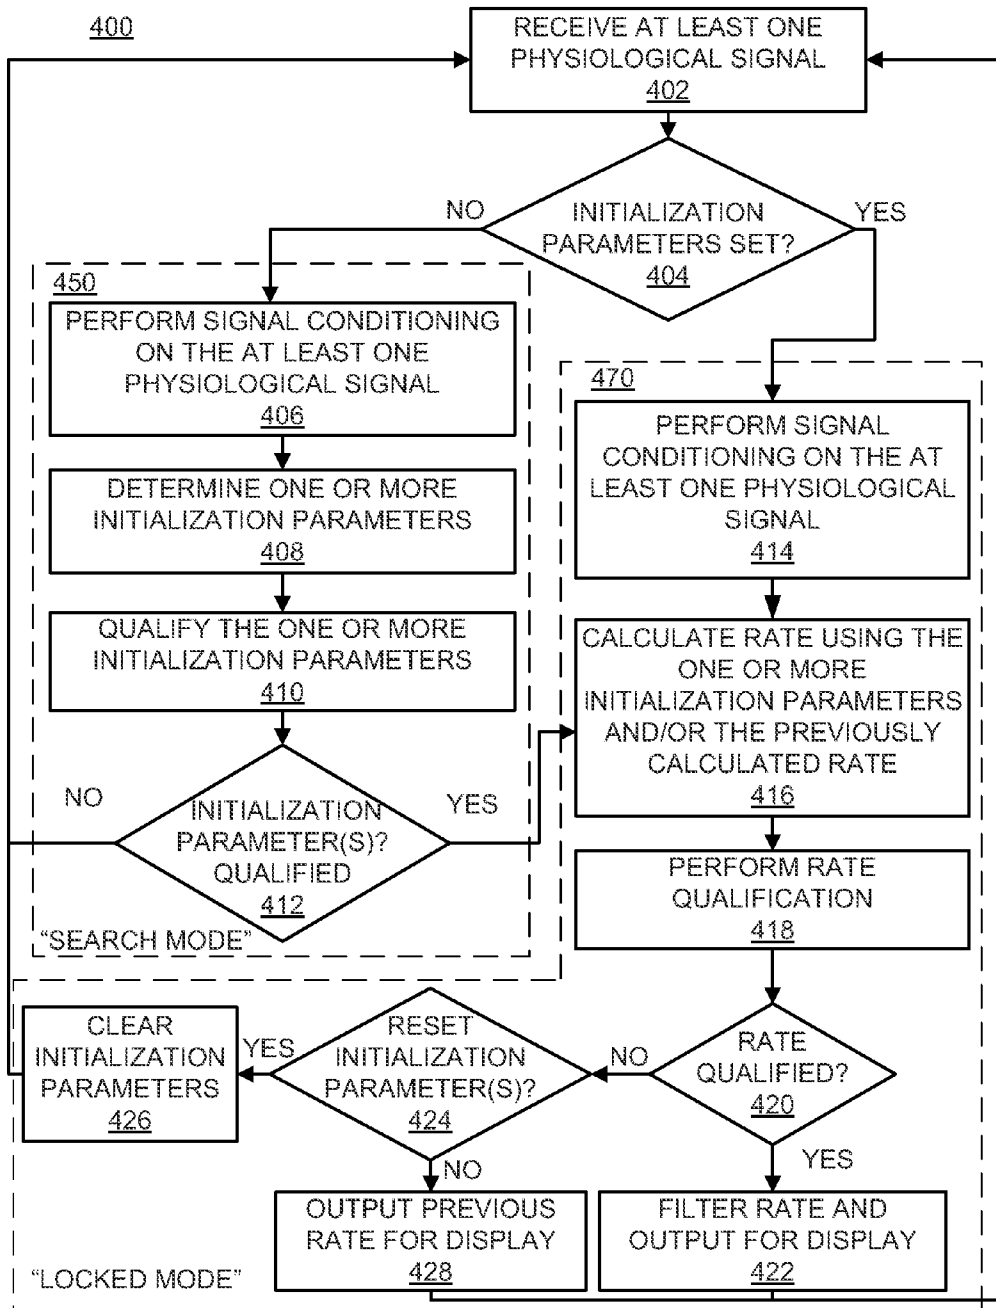 400
RECEIVE AT LEAST ONE
PHYSIOLOGICAL SIGNAL
402
NO
YES
INITIALIZATION
PARAMETERS SET?
404
450
PERFORM SIGNAL CONDITIONING
ON THE AT LEAST ONE
PHYSIOLOGICAL SIGNAL
406
DETERMINE ONE OR MORE
INITIALIZATION PARAMETERS
408
QUALIFY THE ONE OR MORE
INITIALIZATION PARAMETERS
410
NO
YES
INITIALIZATION
PARAMETER(S)?
QUALIFIED
412
"SEARCH MODE"
470
PERFORM SIGNAL
CONDITIONING ON THE AT
LEAST ONE PHYSIOLOGICAL
SIGNAL
414
CALCULATE RATE USING THE
ONE OR MORE
INITIALIZATION PARAMETERS
AND/OR THE PREVIOUSLY
CALCULATED RATE
416
PERFORM RATE
QUALIFICATION
418
RATE
QUALIFIED?
420
NO
YES
RESET
INITIALIZATION
PARAMETER(S)?
424
YES
NO
CLEAR
INITIALIZATION
PARAMETERS
426
OUTPUT PREVIOUS
RATE FOR DISPLAY
428
FILTER RATE AND
OUTPUT FOR DISPLAY
422
"LOCKED MODE"